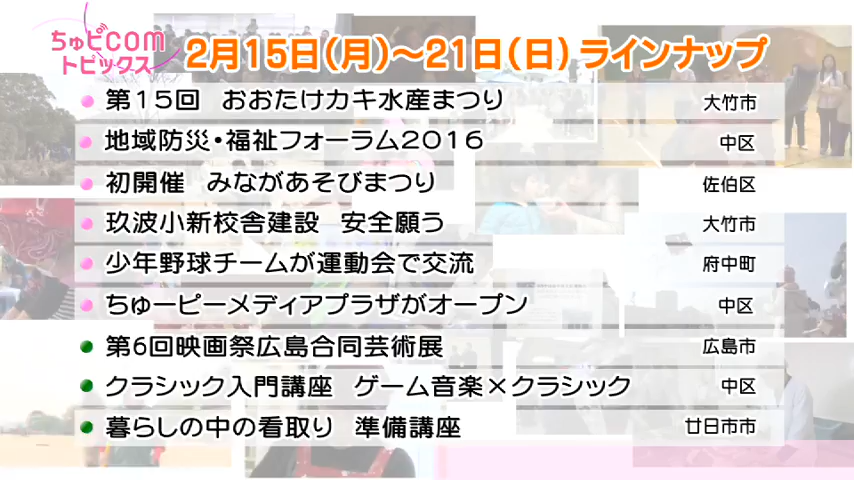 ちゅピCOM
トピックス
2月15日(月)～21日(日) ラインナップ
第１５回　おおたけカキ水産まつり　大竹市
地域防災・福祉フォーラム２０１６　中区
初開催　みながあそびまつり　佐伯区
玖波小新校舎建設　安全願う　大竹市
少年野球チームが運動会で交流　府中町
ちゅーピーメディアプラザがオープン　中区
第６回映画祭広島合同芸術展　広島市
クラシック入門講座　ゲーム音楽×クラシック　中区
暮らしの中の看取り　準備講座　廿日市市